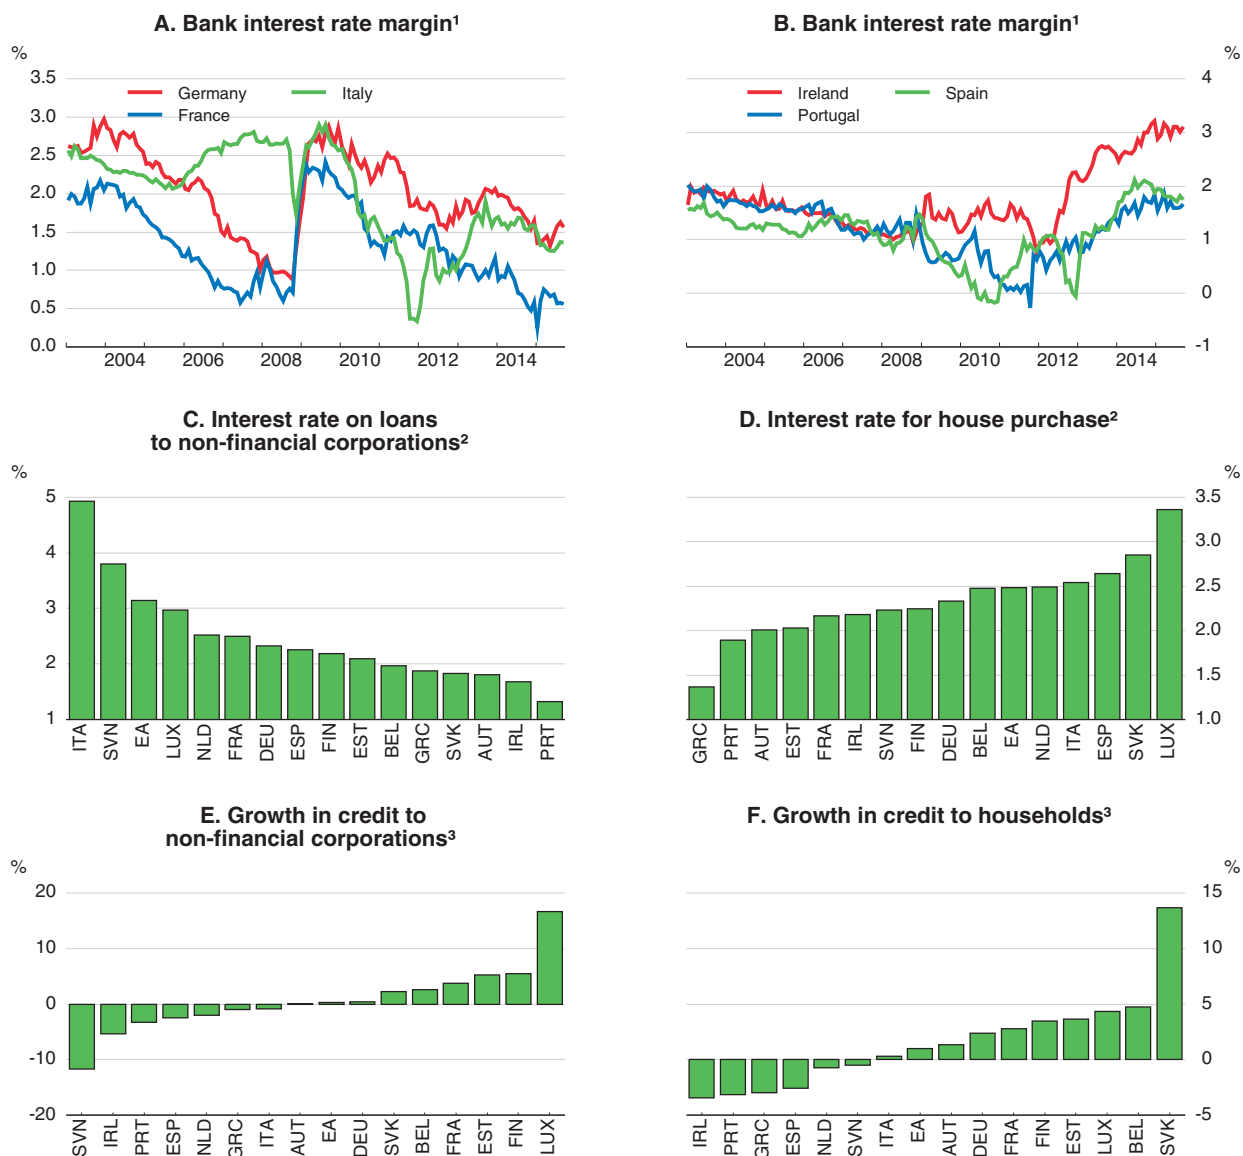 A. Bank interest rate margin¹
B. Bank interest rate margin¹
%
%
3.5
3.0
2.5
2.0
1.5
1.0
0.5
0.0
Germany
Italy
France
2004
2006
2008
2010
2012
2014
Ireland
Spain
Portugal
4
3
2
1
0
-1
2004
2006
2008
2010
2012
2014
C. Interest rate on loans
to non-financial corporations²
D. Interest rate for house purchase²
%
%
5
4
3
2
1
ITA
SVN
EA
LUX
NLD
FRA
DEU
ESP
FIN
EST
BEL
GRC
SVK
AUT
IRL
PRT
3.5
3.0
2.5
2.0
1.5
1.0
GRC
PRT
AUT
EST
FRA
IRL
SVN
FIN
DEU
BEL
EA
NLD
ITA
ESP
SVK
LUX
E. Growth in credit to
non-financial corporations³
F. Growth in credit to households³
%
%
20
10
0
-10
-20
SVN
IRL
PRT
ESP
NLD
GRC
ITA
AUT
EA
DEU
SVK
BEL
FRA
EST
FIN
LUX
15
10
5
0
-5
IRL
PRT
GRC
ESP
NLD
SVN
ITA
EA
AUT
DEU
FRA
FIN
EST
LUX
BEL
SVK